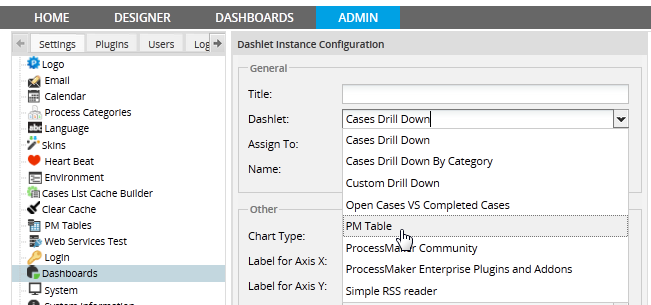 HOME DESIGNER DASHBOARDS ADMIN
Settings Plugins Users Log
Logo
Email
Calendar
Process Categories
Language
Skins
Heart Beat
Environment
Cases List Cache Builder
Clear Cache
PM Tables
Web Services Test
Login
Dashboards
System
Dashlet Instance Configuration
General
Title:
Dashlet: Cases Drill Down
Assign To:
Name:
Cases Drill Down
Cases Drill Down By Category
Custom Drill Down
Open Cases VS Completed Cases
PM Table
ProcessMaker Community
ProcessMaker Enterprise Plugins and Addons
Simple RSS reader
Other
Chart Type:
Label for Axis X:
Label for Axis Y: